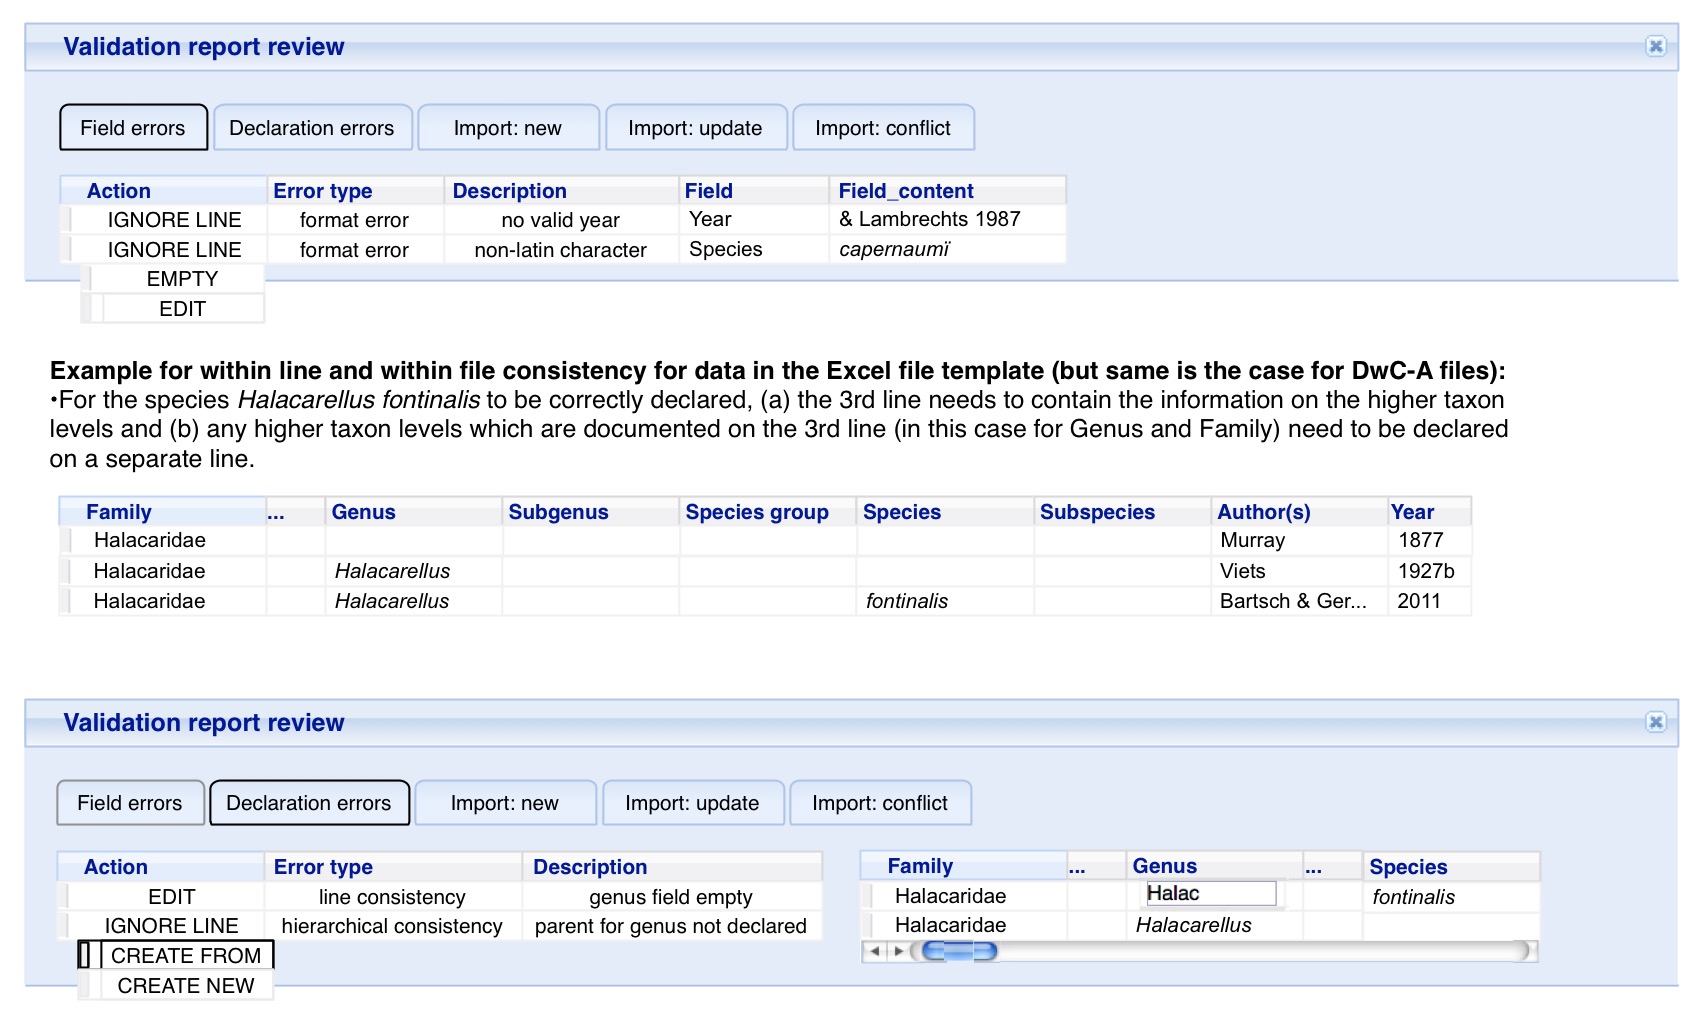 Validation report review
Field errors Declaration errors Import: new Import: update Import: conflict
Action Error type Description Field Field_content
IGNORE LINE format error no valid year Year & Lambrechts 1987
IGNORE LINE format error non-latin character Species capernaumï
EMPTY
EDIT
Example for within line and within file consistency for data in the Excel file template (but same is the case for DwC-A files):
•For the species Halacarellus fontinalis to be correctly declared, (a) the 3rd line needs to contain the information on the higher taxon
levels and (b) any higher taxon levels which are documented on the 3rd line (in this case for Genus and Family) need to be declared
on a separate line.
Family ... Genus Subgenus Species group Species Subspecies Author(s) Year
Halacaridae Murray 1877
Halacaridae Halacarellus Viets 1927b
Halacaridae Halacarellus fontinalis Bartsch & Ger... 2011
Validation report review
Field errors Declaration errors Import: new Import: update Import: conflict
Action Error type Description Family ... Genus ... Species
EDIT line consistency genus field empty Halacaridae Halac fontinalis
IGNORE LINE hierarchical consistency parent for genus not declared Halacaridae Halacarellus
CREATE FROM
CREATE NEW